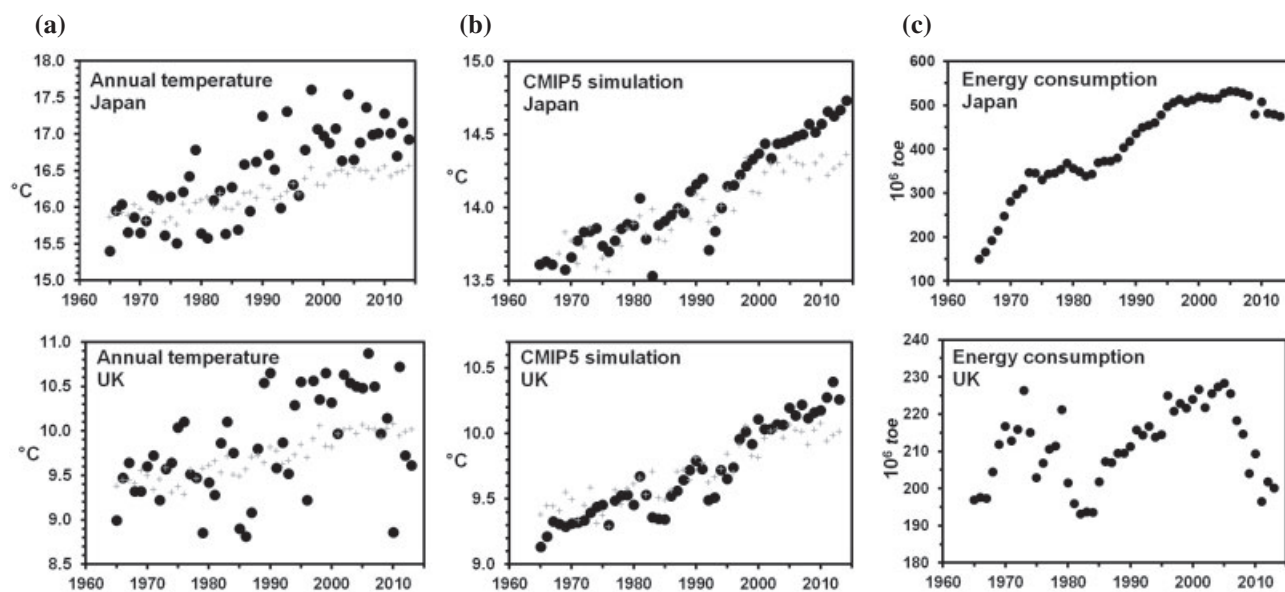 (a)
(b)
(c)
Annual temperature
Japan
°C
18.0
17.5
17.0
16.5
16.0
15.5
15.0
1960 1970 1980 1990 2000 2010
CMIP5 simulation
Japan
°C
15.0
14.5
14.0
13.5
1960 1970 1980 1990 2000 2010
Energy consumption
Japan
10⁶ toe
600
500
400
300
200
100
1960 1970 1980 1990 2000 2010
Annual temperature
UK
°C
11.0
10.5
10.0
9.5
9.0
8.5
1960 1970 1980 1990 2000 2010
CMIP5 simulation
UK
°C
10.5
10.0
9.5
9.0
1960 1970 1980 1990 2000 2010
Energy consumption
UK
10⁶ toe
240
230
220
210
200
190
180
1960 1970 1980 1990 2000 2010